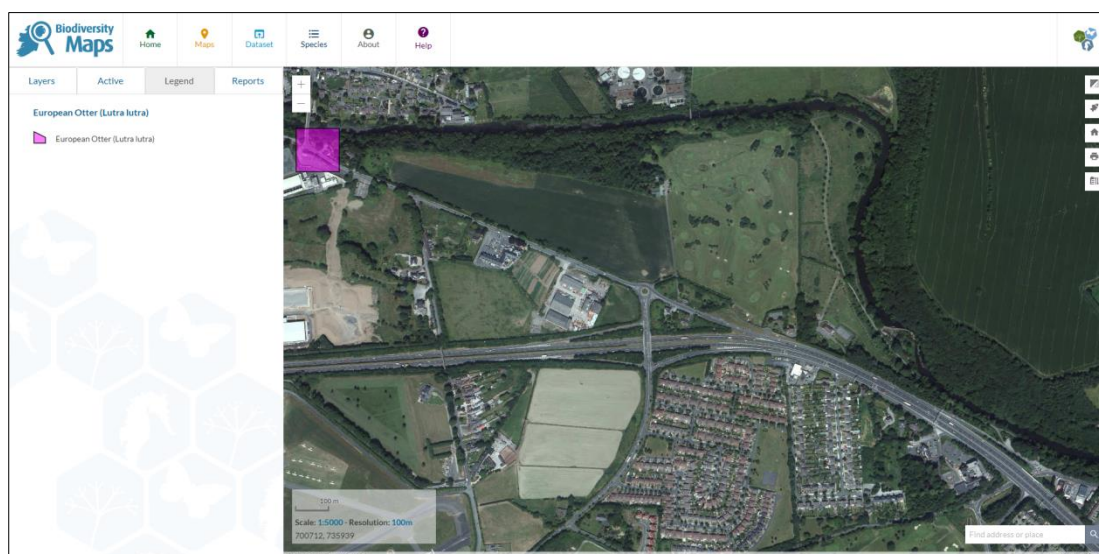 Biodiversity
Maps
Home
Maps
Dataset
Species
About
Help
Layers
Active
Legend
Reports
European Otter (Lutra lutra)
European Otter (Lutra lutra)
+
−
100 m
Scale: 1:5000 - Resolution: 100m
700712, 735939
Find address or place